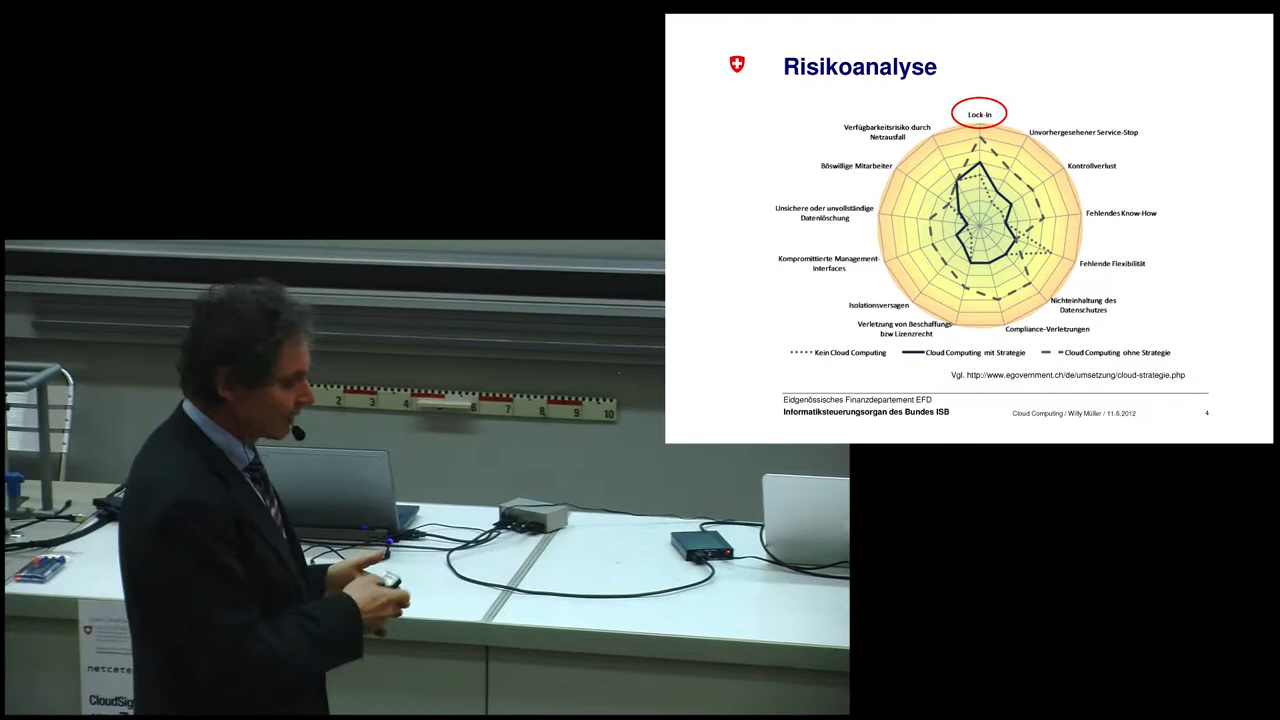 Risikoanalyse
Lock-In
Verfügbarkeitsrisiko durch
Netzausfall
Unvorhergesehener Service-Stop
Böswillige Mitarbeiter
Kontrollverlust
Unsichere oder unvollständige
Datenlöschung
Fehlendes Know-How
Kompromittierte Management-
Interfaces
Fehlende Flexibilität
Isolationsversagen
Nichteinhaltung des
Datenschutzes
Verletzung von Beschaffungs-
bzw Lizenzrecht
Compliance-Verletzungen
Kein Cloud Computing
Cloud Computing mit Strategie
Cloud Computing ohne Strategie
Vgl. http://www.egovernment.ch/de/umsetzung/cloud-strategie.php
Eidgenössisches Finanzdepartement EFD
Informatiksteuerungsorgan des Bundes ISB
Cloud Computing / Willy Müller / 11.6.2012
4
2 3 4 6 7 8 9 10
netcete
CloudSig